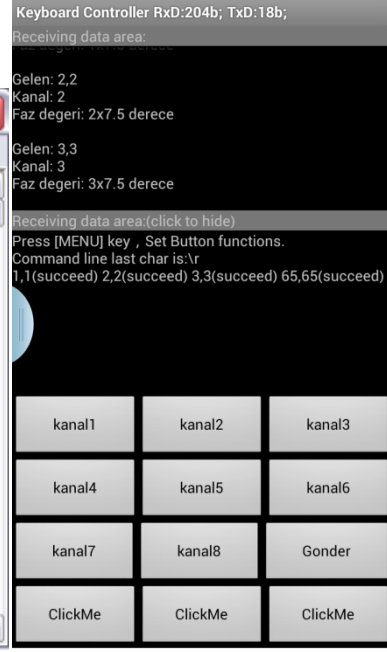 Keyboard Controller RxD:204b; TxD:18b;
Receiving data area:
Gelen: 2,2
Kanal: 2
Faz degeri: 2x7.5 derece
Gelen: 3,3
Kanal: 3
Faz degeri: 3x7.5 derece
Receiving data area:(click to hide)
Press [MENU] key , Set Button functions.
Command line last char is:\r
1,1(succeed) 2,2(succeed) 3,3(succeed) 65,65(succeed)
kanal1 kanal2 kanal3
kanal4 kanal5 kanal6
kanal7 kanal8 Gonder
ClickMe ClickMe ClickMe